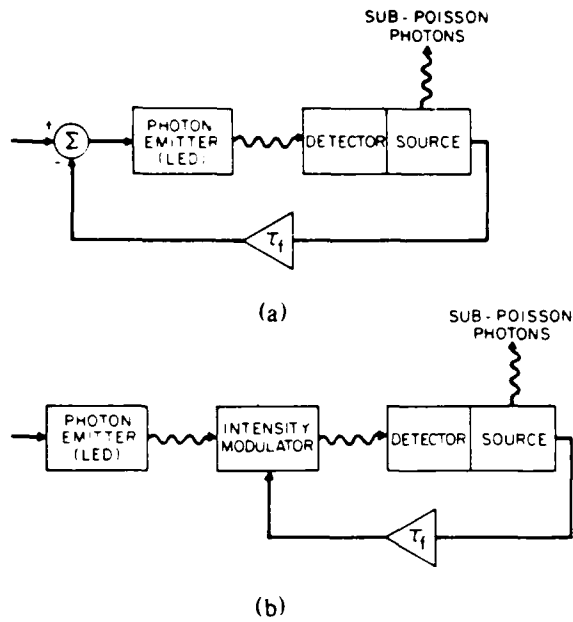 SUB - POISSON
PHOTONS
+
Σ
-
PHOTON
EMITTER
(LED)
DETECTOR
SOURCE
τf
(a)
SUB - POISSON
PHOTONS
PHOTON
EMITTER
(LED)
INTENSITY
MODULATOR
DETECTOR
SOURCE
τf
(b)